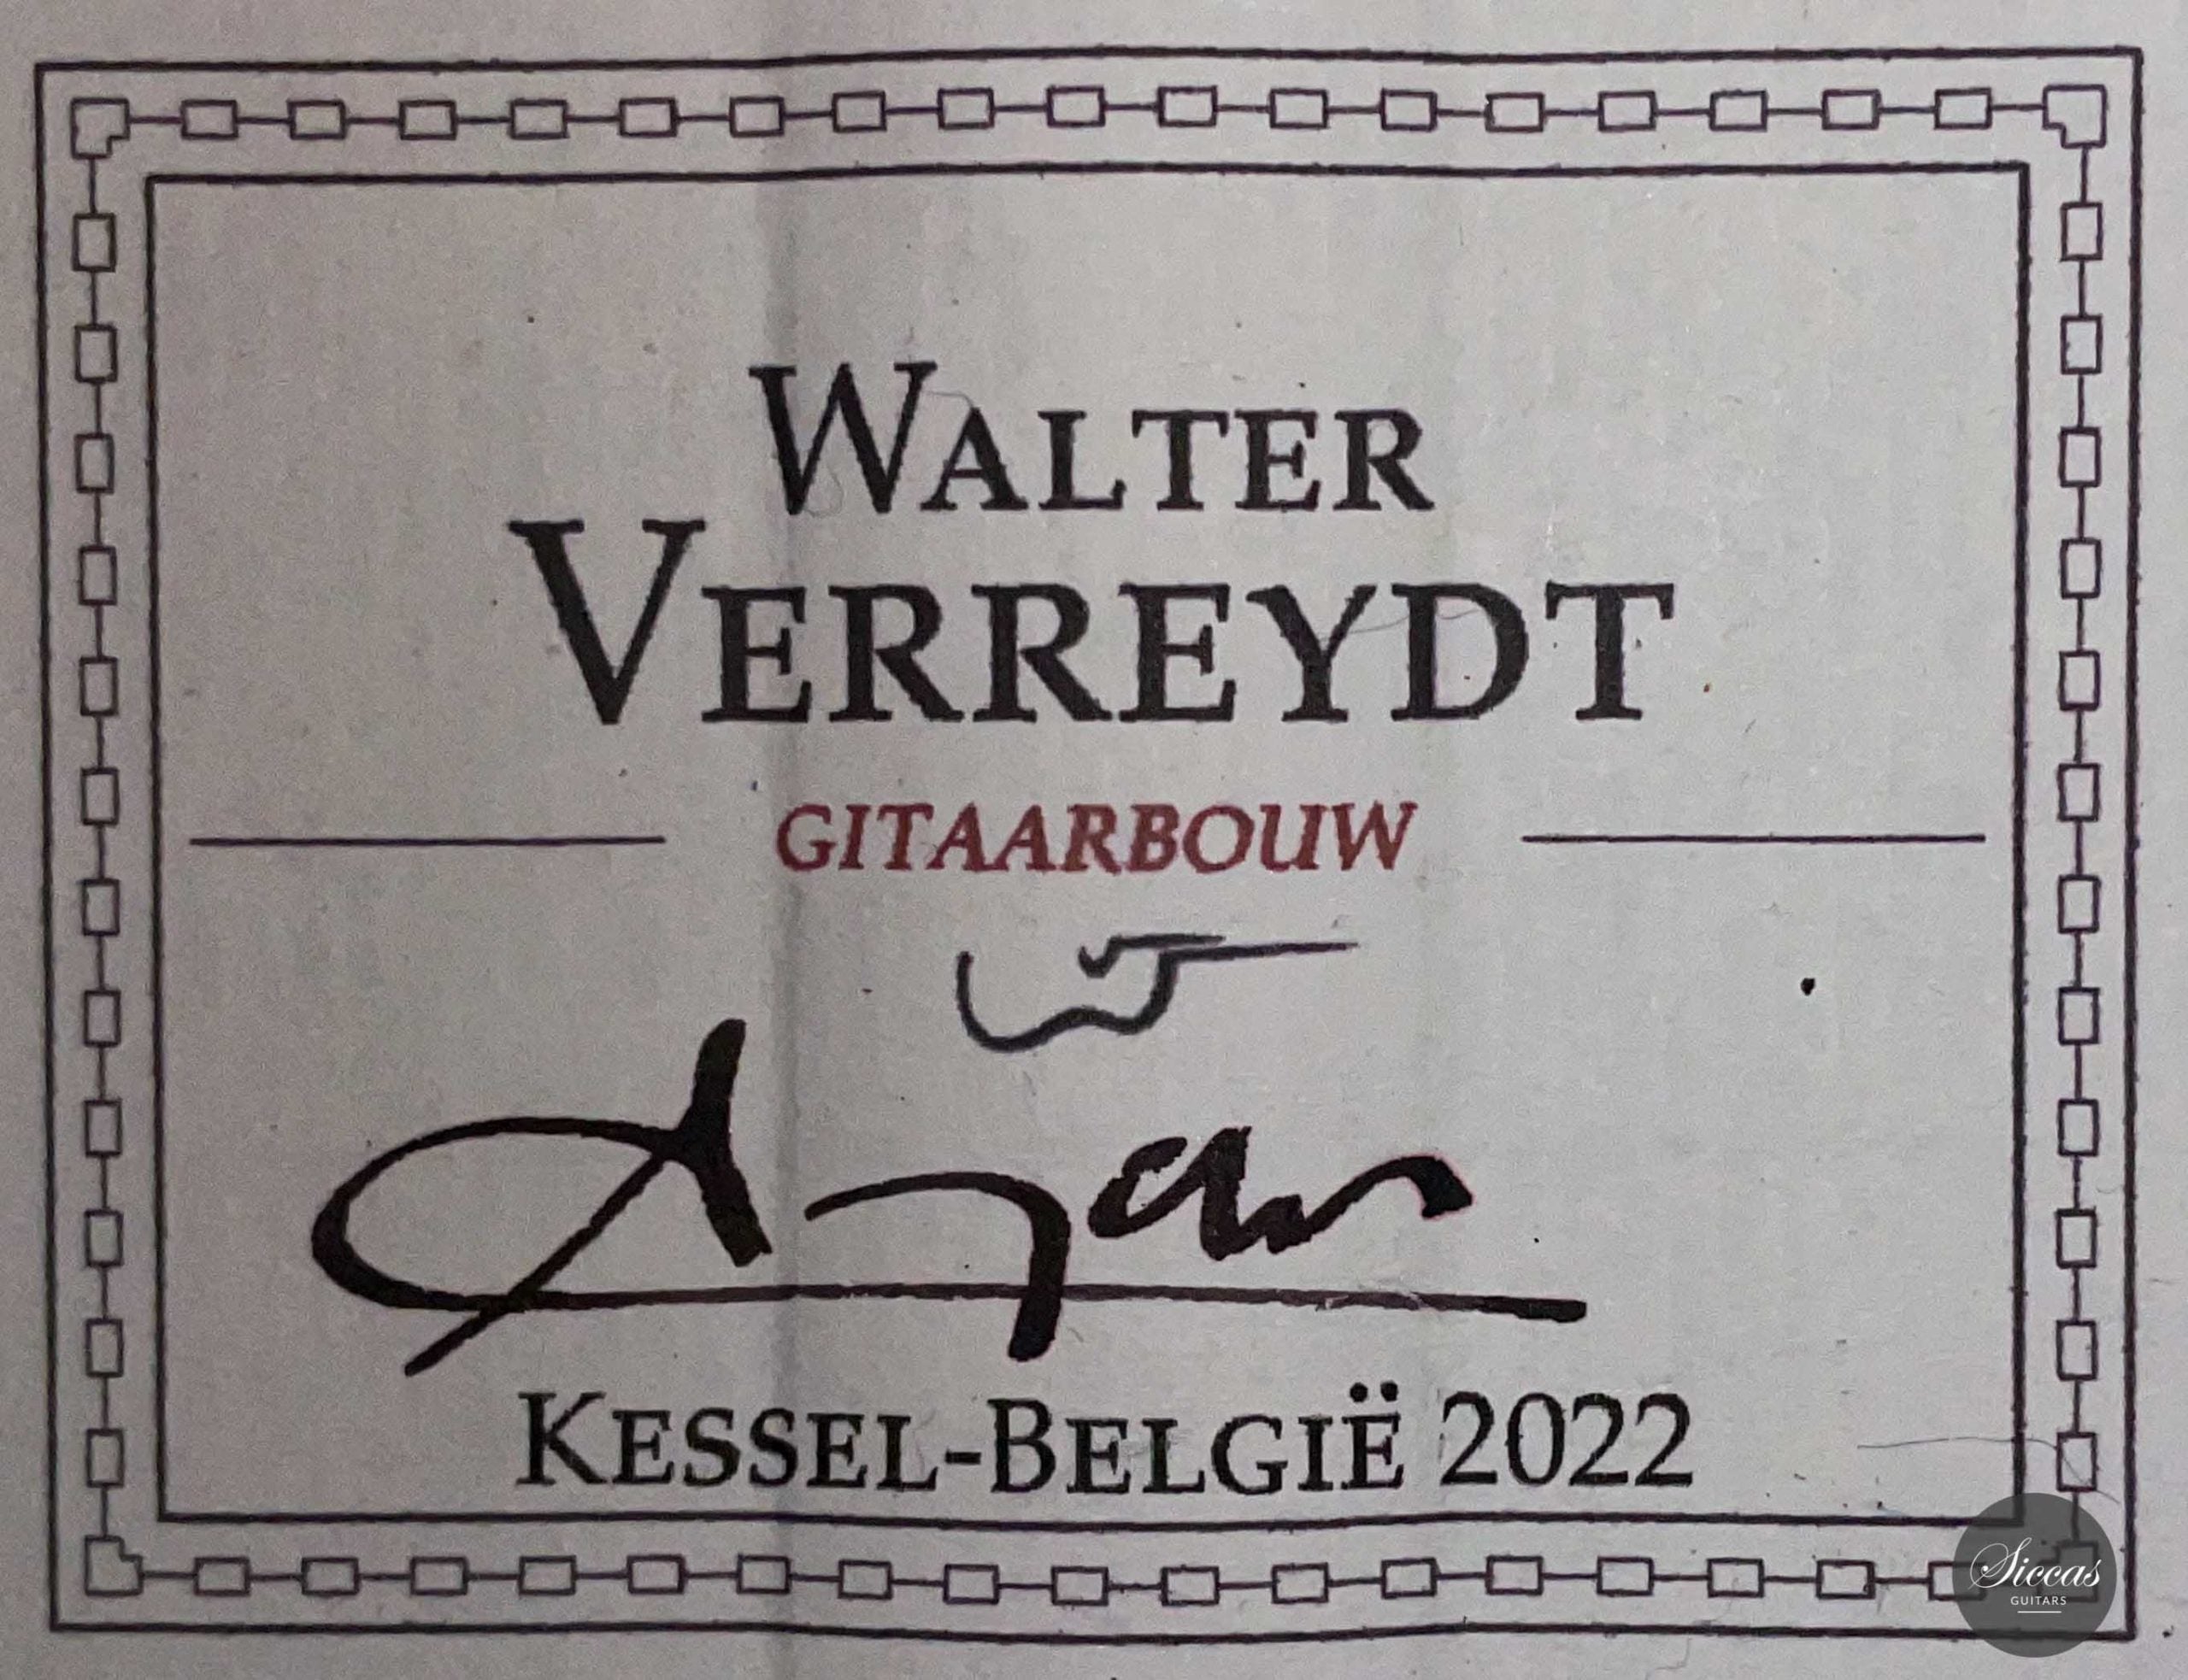 WALTER
VERREYDT
GITAARBOUW
KESSEL-BELGIË 2022
Siccas
GUITARS